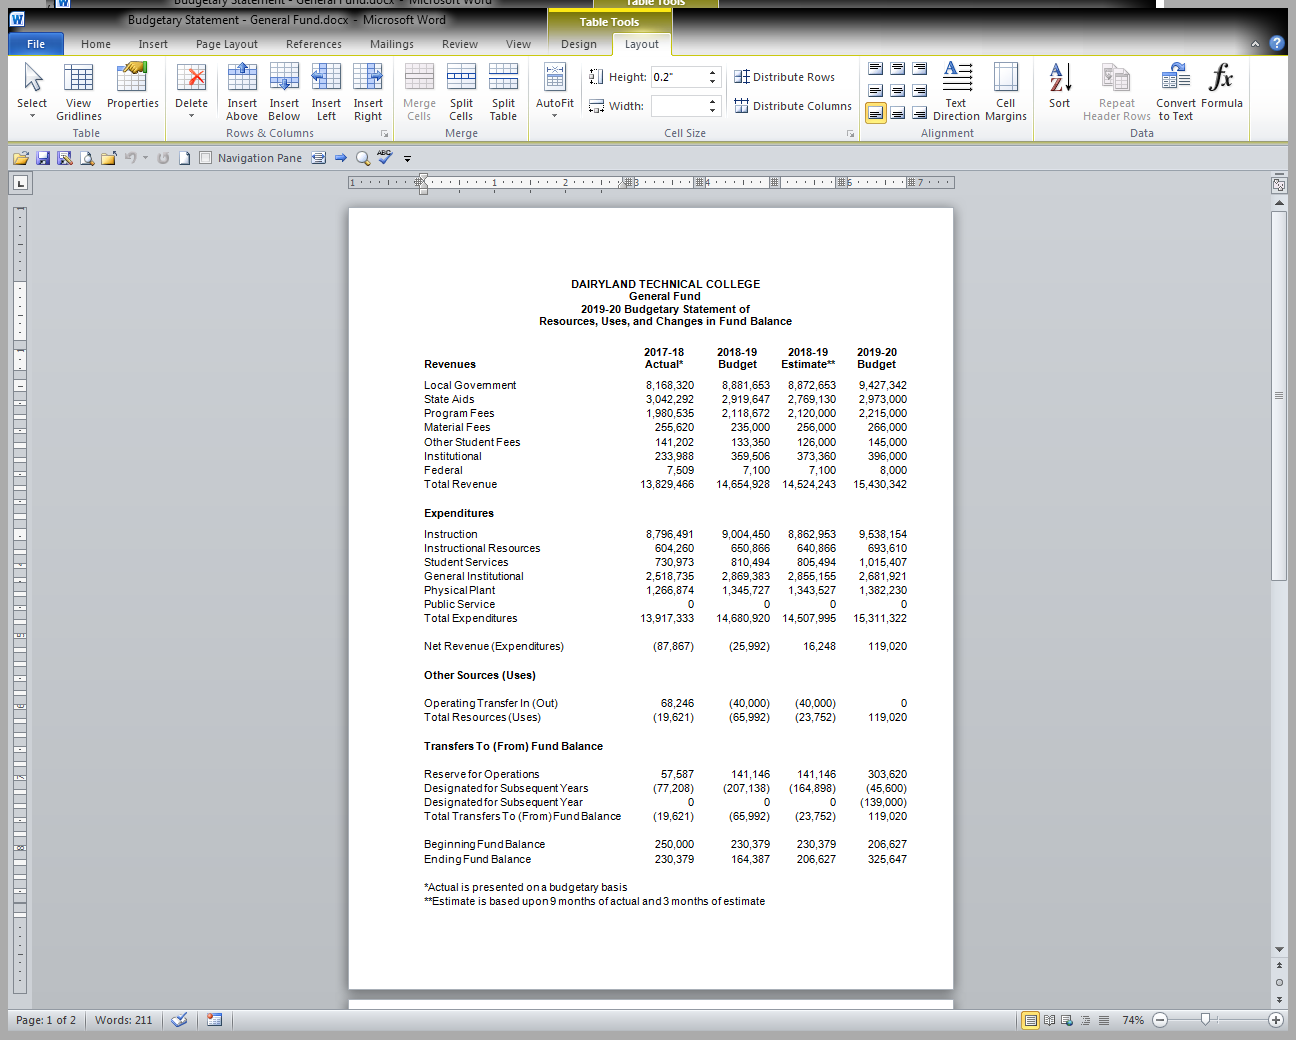 Budgetary Statement - General Fund.docx - Microsoft Word
Table Tools
Budgetary Statement - General Fund.docx - Microsoft Word
Table Tools
File Home Insert Page Layout References Mailings Review View Design Layout
Select View Gridlines Properties
Table
Delete Insert Above Insert Below Insert Left Insert Right
Rows & Columns
Merge Cells Split Cells Split Table
Merge
AutoFit Height: 0.2" Distribute Rows
Width: Distribute Columns
Cell Size
Text Direction Cell Margins
Alignment
Sort Repeat Header Rows Convert to Text Formula
Data
Navigation Pane
1 1 2 3 4 5 6 7
DAIRYLAND TECHNICAL COLLEGE
General Fund
2019-20 Budgetary Statement of
Resources, Uses, and Changes in Fund Balance
2017-18 2018-19 2018-19 2019-20
Revenues Actual* Budget Estimate** Budget
Local Government 8,168,320 8,881,653 8,872,653 9,427,342
State Aids 3,042,292 2,919,647 2,769,130 2,973,000
Program Fees 1,980,535 2,118,672 2,120,000 2,215,000
Material Fees 255,620 235,000 256,000 266,000
Other Student Fees 141,202 133,350 126,000 145,000
Institutional 233,988 359,506 373,360 396,000
Federal 7,509 7,100 7,100 8,000
Total Revenue 13,829,466 14,654,928 14,524,243 15,430,342
Expenditures
Instruction 8,796,491 9,004,450 8,862,953 9,538,154
Instructional Resources 604,260 650,866 640,866 693,610
Student Services 730,973 810,494 805,494 1,015,407
General Institutional 2,518,735 2,869,383 2,855,155 2,681,921
Physical Plant 1,266,874 1,345,727 1,343,527 1,382,230
Public Service 0 0 0 0
Total Expenditures 13,917,333 14,680,920 14,507,995 15,311,322
Net Revenue (Expenditures) (87,867) (25,992) 16,248 119,020
Other Sources (Uses)
Operating Transfer In (Out) 68,246 (40,000) (40,000) 0
Total Resources (Uses) (19,621) (65,992) (23,752) 119,020
Transfers To (From) Fund Balance
Reserve for Operations 57,587 141,146 141,146 303,620
Designated for Subsequent Years (77,208) (207,138) (164,898) (45,600)
Designated for Subsequent Year 0 0 0 (139,000)
Total Transfers To (From) Fund Balance (19,621) (65,992) (23,752) 119,020
Beginning Fund Balance 250,000 230,379 230,379 206,627
Ending Fund Balance 230,379 164,387 206,627 325,647
*Actual is presented on a budgetary basis
**Estimate is based upon 9 months of actual and 3 months of estimate
Page: 1 of 2 Words: 211 74%